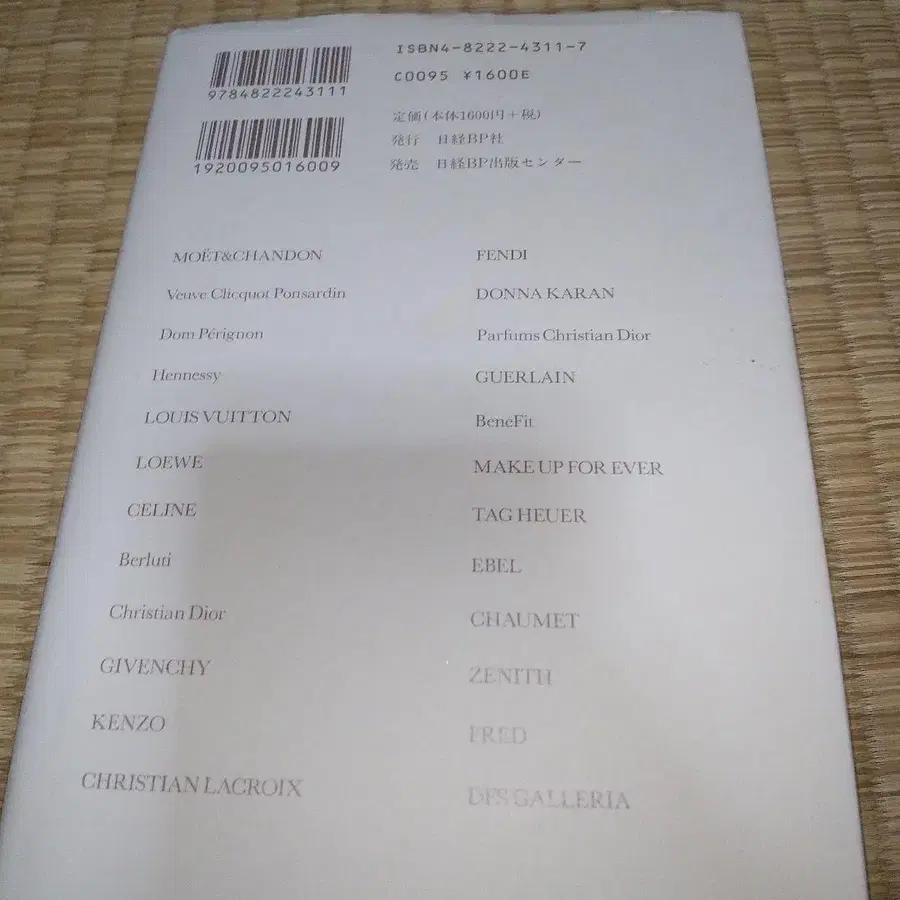 ISBN4-8222-4311-7
C0095 ¥1600E
9784822243111
1920095016009
定価(本体1600円+税)
発行 日経BP社
発売 日経BP出版センター
MOËT&CHANDON
Veuve Clicquot Ponsardin
Dom Pérignon
Hennessy
LOUIS VUITTON
LOEWE
CELINE
Berluti
Christian Dior
GIVENCHY
KENZO
CHRISTIAN LACROIX
FENDI
DONNA KARAN
Parfums Christian Dior
GUERLAIN
BeneFit
MAKE UP FOR EVER
TAG HEUER
EBEL
CHAUMET
ZENITH
FRED
DFS GALLERIA